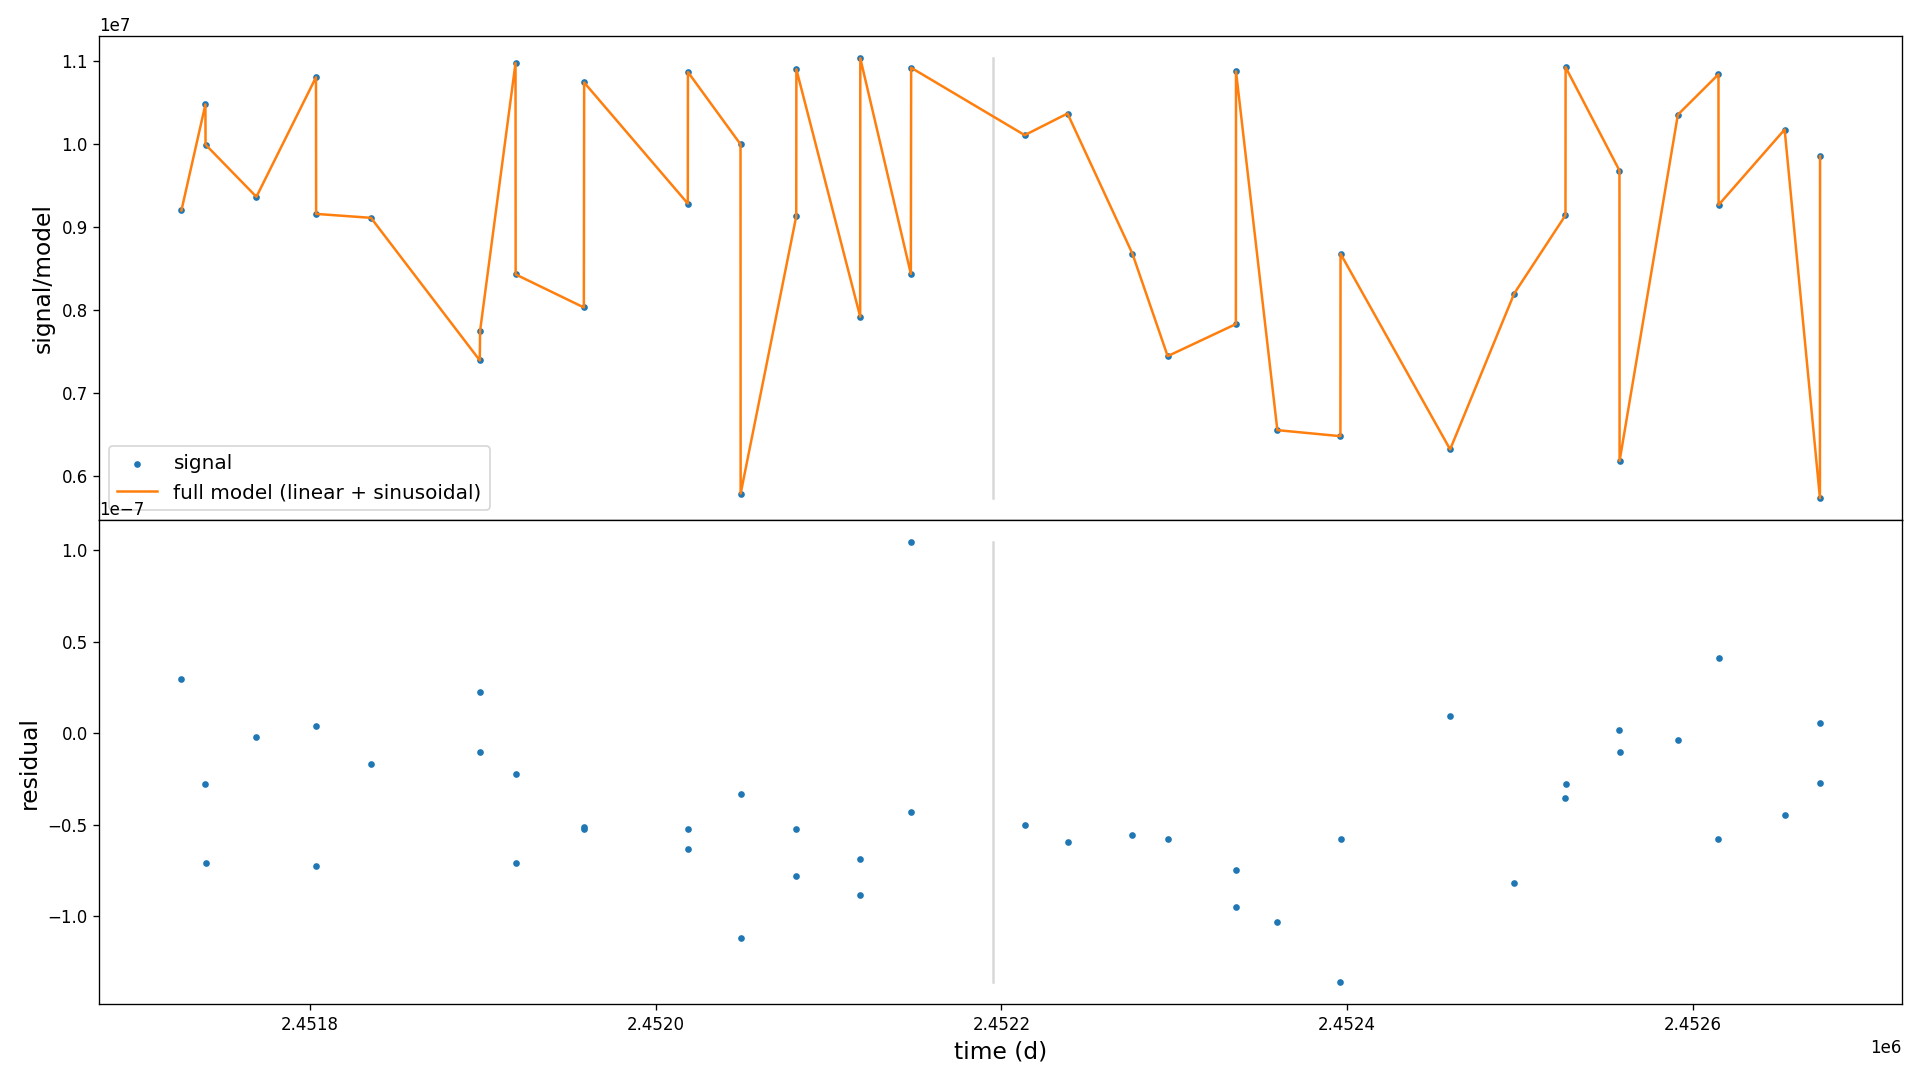 1e7
1.1
1.0
0.9
0.8
0.7
0.6
signal/model
signal
full model (linear + sinusoidal)
1e−7
1.0
0.5
0.0
−0.5
−1.0
residual
2.4518
2.4520
2.4522
2.4524
2.4526
time (d)
1e6